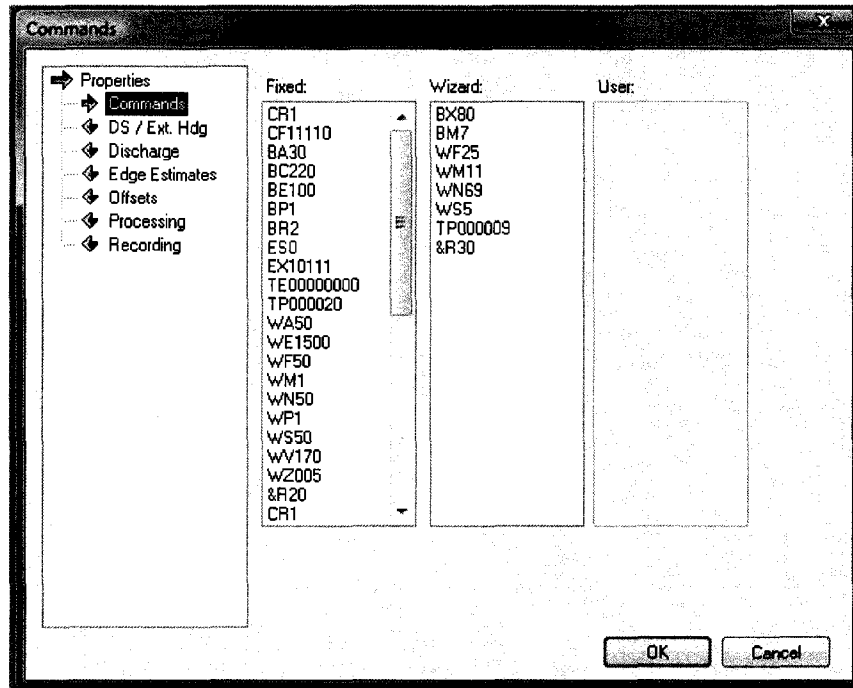 Commands
Properties
Commands
DS / Ext. Hdg
Discharge
Edge Estimates
Offsets
Processing
Recording
Fixed:
CR1
CF11110
BA30
BC220
BE100
BP1
BR2
ES0
EX10111
TE00000000
TP000020
WA50
WE1500
WF50
WM1
WN50
WP1
WS50
WV170
WZ005
&R20
CR1
Wizard:
BX80
BM7
WF25
WM11
WN69
WS5
TP000009
&R30
User:
OK
Cancel